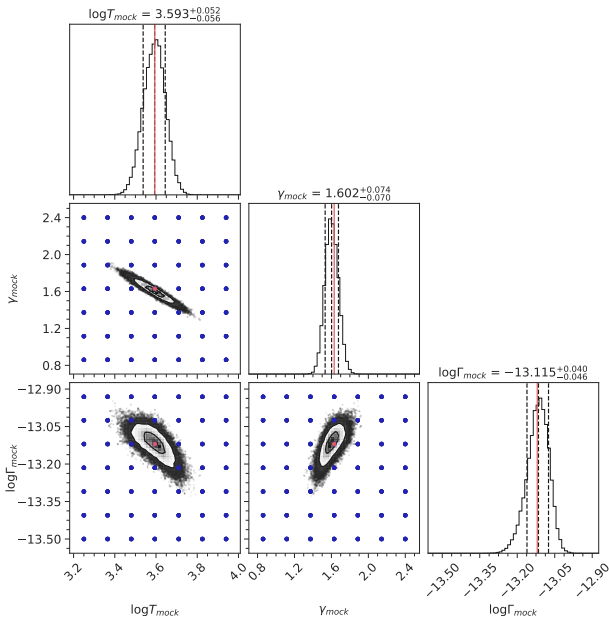 logT_mock = 3.593^{+0.052}_{−0.056}
γ_mock = 1.602^{+0.074}_{−0.070}
2.4
2.0
1.6
1.2
0.8
γ_mock
logΓ_mock = −13.115^{+0.040}_{−0.046}
−12.90
−13.05
−13.20
−13.35
−13.50
logΓ_mock
3.2 3.4 3.6 3.8 4.0
0.8 1.2 1.6 2.0 2.4
−13.50 −13.35 −13.20 −13.05 −12.90
logT_mock
γ_mock
logΓ_mock